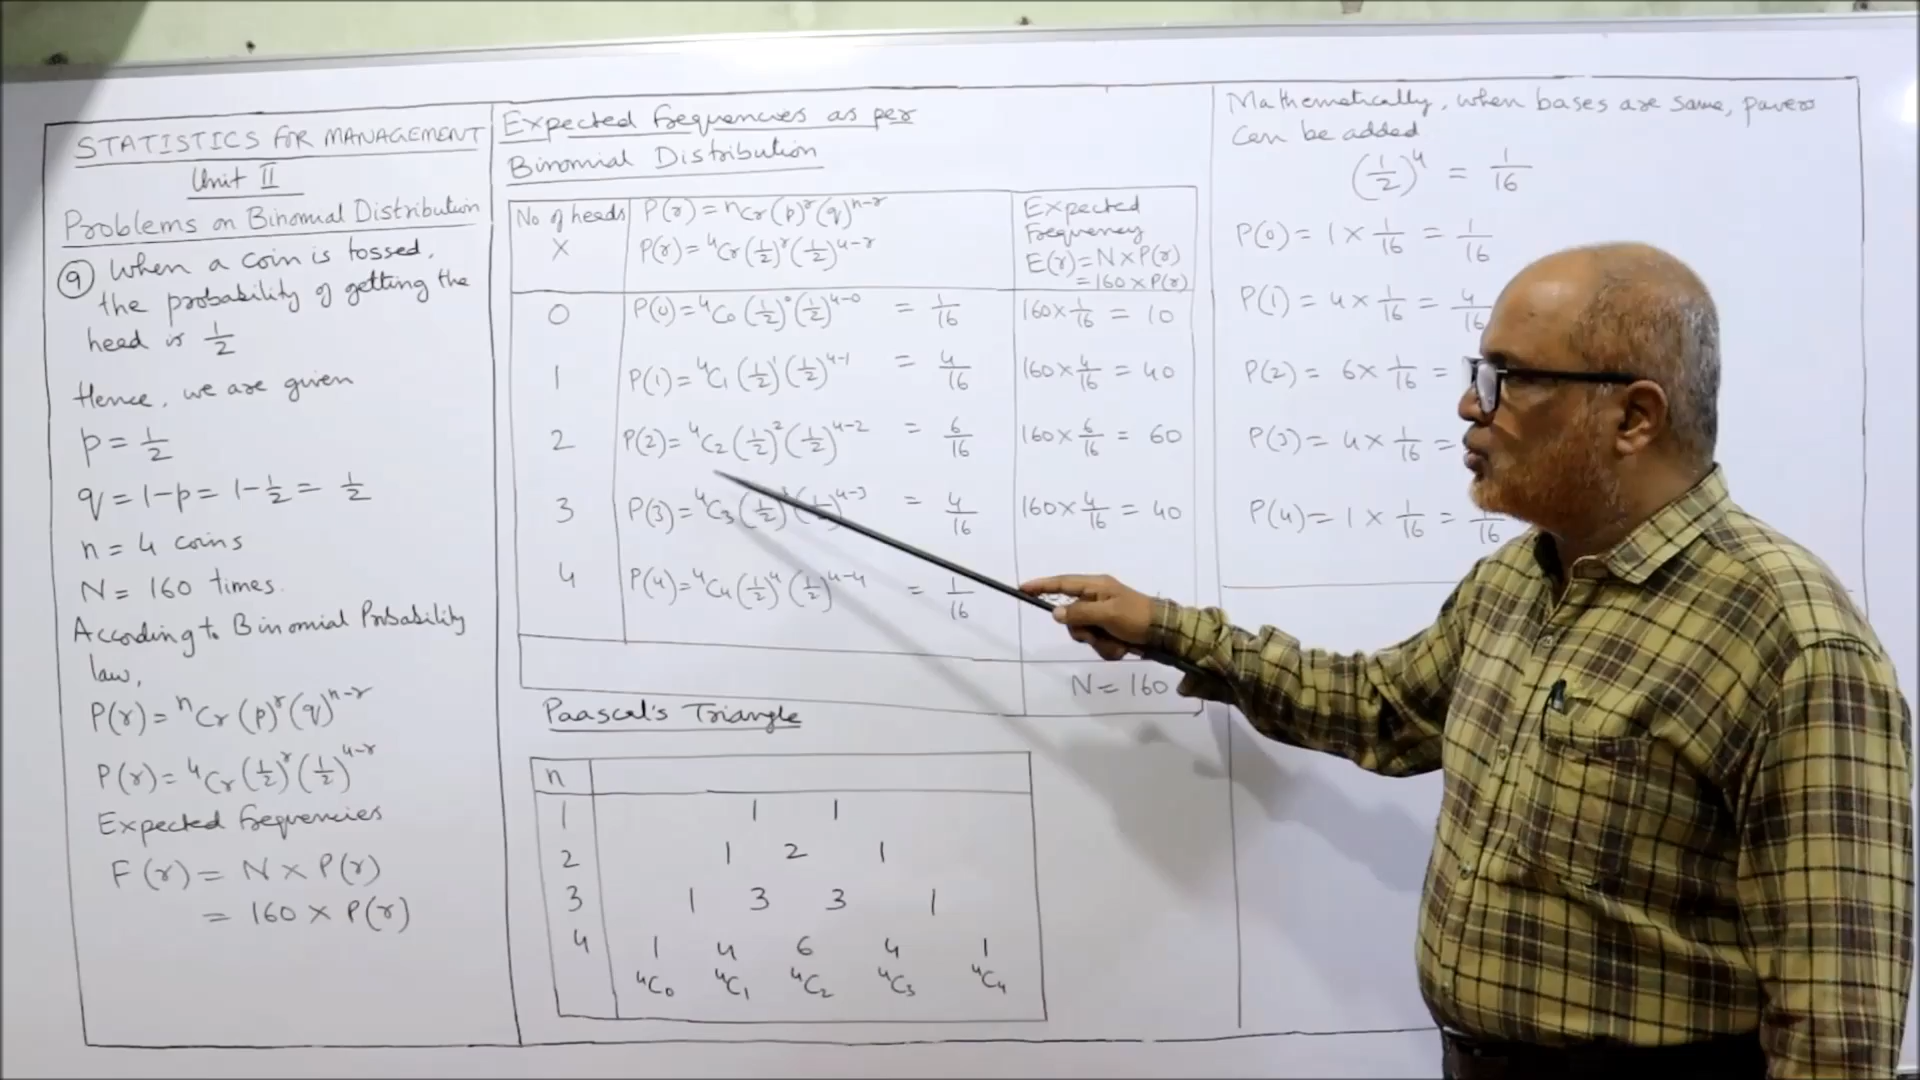 STATISTICS FOR MANAGEMENT
Unit II
Problems on Binomial Distribution
9 When a coin is tossed,
the probability of getting the
head is 1/2
Hence, we are given
p = 1/2
q = 1-p = 1-1/2 = 1/2
n = 4 coins
N = 160 times.
According to Binomial Probability
law,
P(r) = ⁿCr (p)^r (q)^n-r
P(r) = ⁴Cr (1/2)^r (1/2)^4-r
Expected frequencies
F(r) = N × P(r)
= 160 × P(r)
Expected frequencies as per
Binomial Distribution
No of heads X
P(r) = ⁿCr (p)^r (q)^n-r
P(r) = ⁴Cr (1/2)^r (1/2)^4-r
Expected
frequency
E(r) = N × P(r)
= 160 × P(r)
0 P(0) = ⁴C₀ (1/2)^0 (1/2)^4-0 = 1/16 160 × 1/16 = 10
1 P(1) = ⁴C₁ (1/2)^1 (1/2)^4-1 = 4/16 160 × 4/16 = 40
2 P(2) = ⁴C₂ (1/2)^2 (1/2)^4-2 = 6/16 160 × 6/16 = 60
3 P(3) = ⁴C₃ (1/2)^3 (1/2)^4-3 = 4/16 160 × 4/16 = 40
4 P(4) = ⁴C₄ (1/2)^4 (1/2)^4-4 = 1/16
N = 160
Paascal's Triangle
n
1 1 1
2 1 2 1
3 1 3 3 1
4 1 4 6 4 1
⁴C₀ ⁴C₁ ⁴C₂ ⁴C₃ ⁴C₄
Mathematically, when bases are same, powers
can be added
(1/2)^4 = 1/16
P(0) = 1 × 1/16 = 1/16
P(1) = 4 × 1/16 = 4/16
P(2) = 6 × 1/16 =
P(3) = 4 × 1/16 =
P(4) = 1 × 1/16 = 1/16